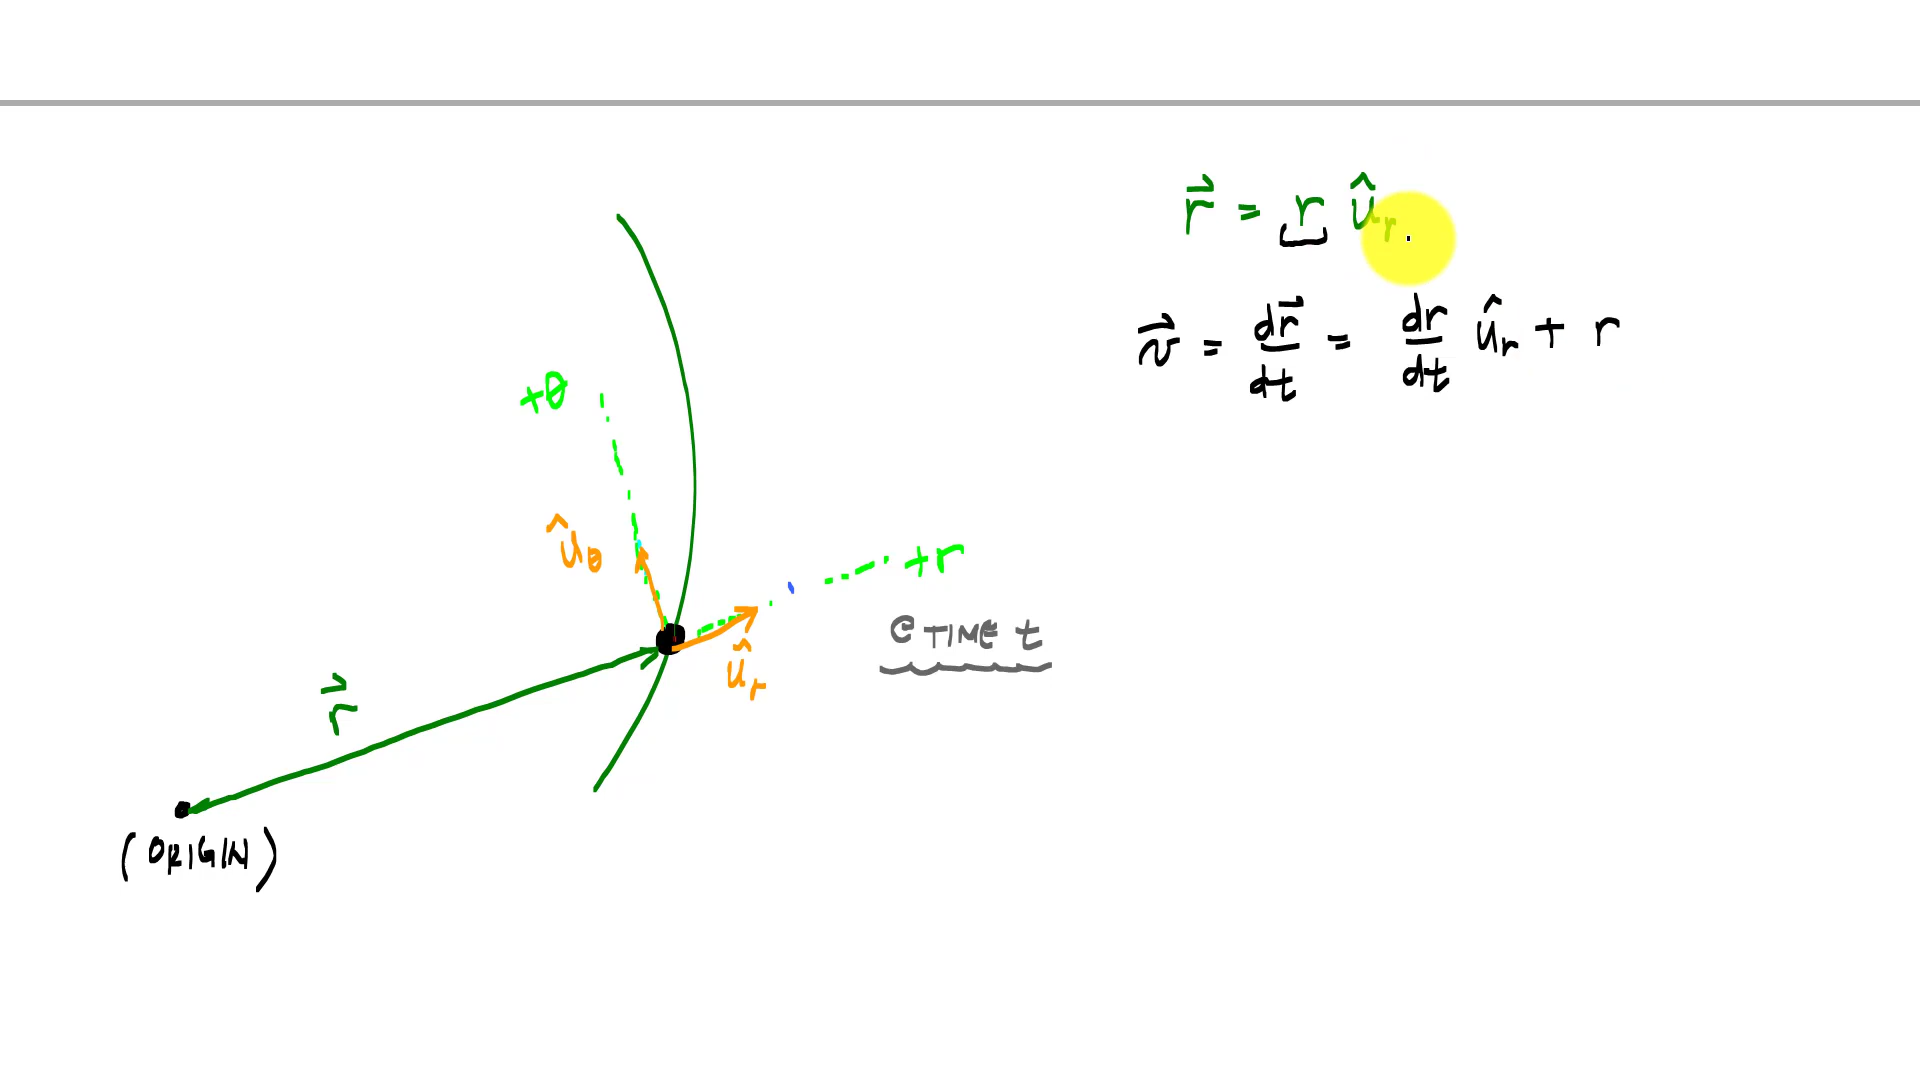 r⃗ = r û_r
v⃗ = dr⃗/dt = dr/dt û_r + r
+θ
û_θ
+r
@ TIME t
û_r
r⃗
(ORIGIN)